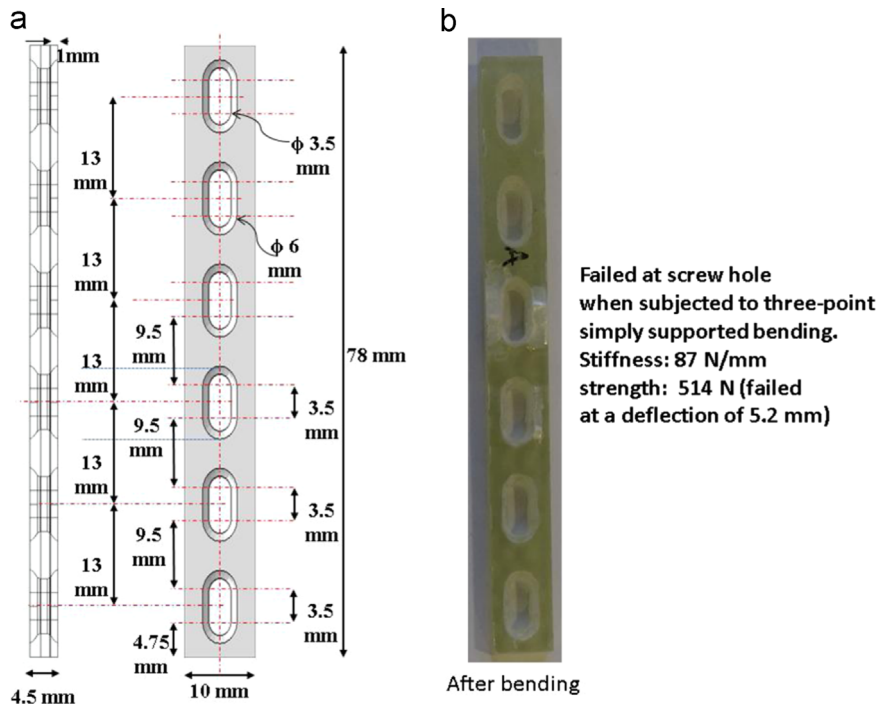 a
1mm
13
mm
ϕ 3.5
mm
13
mm
ϕ 6
mm
13
mm
9.5
mm
78 mm
13
mm
9.5
mm
3.5
mm
13
mm
9.5
mm
3.5
mm
4.75
mm
3.5
mm
4.5 mm
10 mm
b
A
Failed at screw hole
when subjected to three-point
simply supported bending.
Stiffness: 87 N/mm
strength: 514 N (failed
at a deflection of 5.2 mm)
After bending